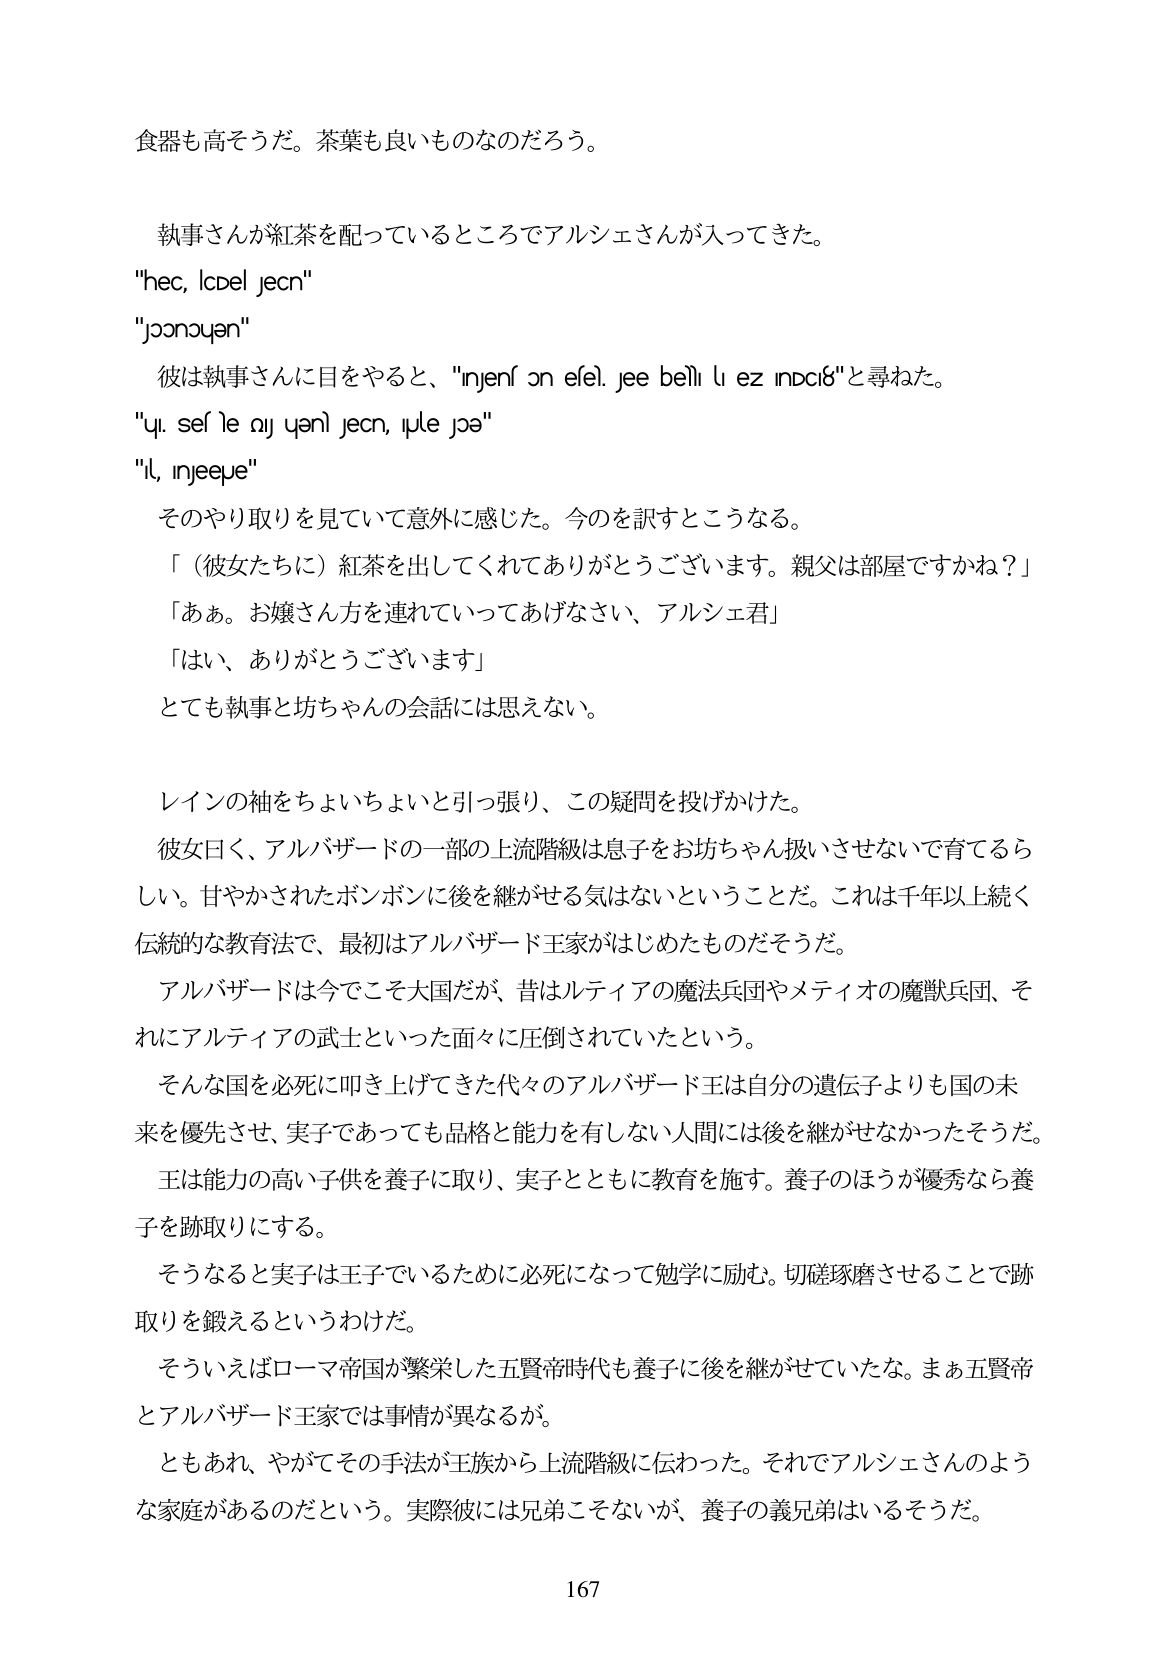 食器も高そうだ。茶葉も良いものなのだろう。
執事さんが紅茶を配っているところでアルシェさんが入ってきた。
彼は執事さんに目をやると、 と尋ねた。
そのやり取りを見ていて意外に感じた。今のを訳すとこうなる。
「（彼女たちに）紅茶を出してくれてありがとうございます。親父は部屋ですかね？」
「あぁ。お嬢さん方を連れていってあげなさい、アルシェ君」
「はい、ありがとうございます」
とても執事と坊ちゃんの会話には思えない。
レインの袖をちょいちょいと引っ張り、この疑問を投げかけた。
彼女曰く、アルバザードの一部の上流階級は息子をお坊ちゃん扱いさせないで育てるら
しい。甘やかされたボンボンに後を継がせる気はないということだ。これは千年以上続く
伝統的な教育法で、最初はアルバザード王家がはじめたものだそうだ。
アルバザードは今でこそ大国だが、昔はルティアの魔法兵団やメティオの魔獣兵団、そ
れにアルティアの武士といった面々に圧倒されていたという。
そんな国を必死に叩き上げてきた代々のアルバザード王は自分の遺伝子よりも国の未
来を優先させ、実子であっても品格と能力を有しない人間には後を継がせなかったそうだ。
王は能力の高い子供を養子に取り、実子とともに教育を施す。養子のほうが優秀なら養
子を跡取りにする。
そうなると実子は王子でいるために必死になって勉学に励む。切磋琢磨させることで跡
取りを鍛えるというわけだ。
そういえばローマ帝国が繁栄した五賢帝時代も養子に後を継がせていたな。まぁ五賢帝
とアルバザード王家では事情が異なるが。
ともあれ、やがてその手法が王族から上流階級に伝わった。それでアルシェさんのよう
な家庭があるのだという。実際彼には兄弟こそないが、養子の義兄弟はいるそうだ。
167